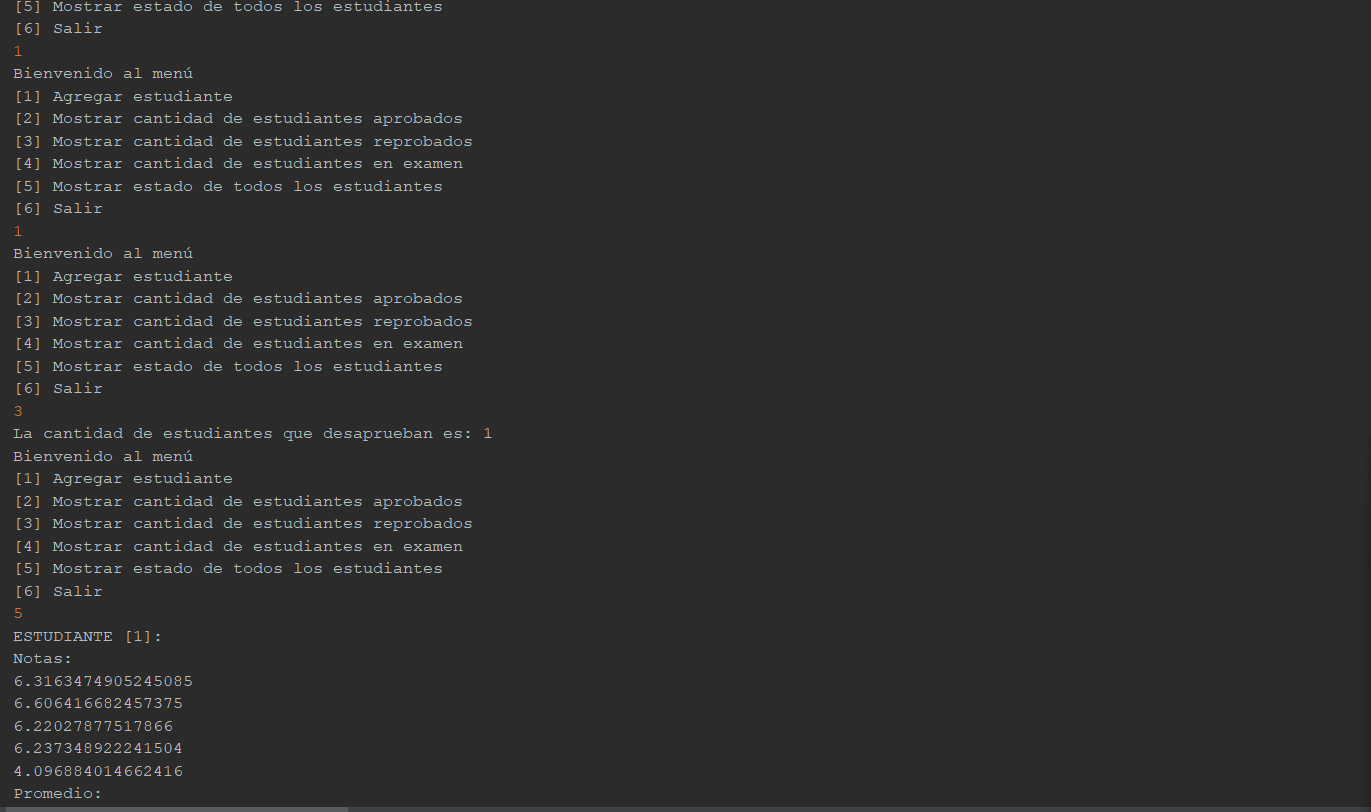 [5] Mostrar estado de todos los estudiantes
[6] Salir
1
Bienvenido al menú
[1] Agregar estudiante
[2] Mostrar cantidad de estudiantes aprobados
[3] Mostrar cantidad de estudiantes reprobados
[4] Mostrar cantidad de estudiantes en examen
[5] Mostrar estado de todos los estudiantes
[6] Salir
1
Bienvenido al menú
[1] Agregar estudiante
[2] Mostrar cantidad de estudiantes aprobados
[3] Mostrar cantidad de estudiantes reprobados
[4] Mostrar cantidad de estudiantes en examen
[5] Mostrar estado de todos los estudiantes
[6] Salir
3
La cantidad de estudiantes que desaprueban es: 1
Bienvenido al menú
[1] Agregar estudiante
[2] Mostrar cantidad de estudiantes aprobados
[3] Mostrar cantidad de estudiantes reprobados
[4] Mostrar cantidad de estudiantes en examen
[5] Mostrar estado de todos los estudiantes
[6] Salir
5
ESTUDIANTE [1]:
Notas:
6.3163474905245085
6.606416682457375
6.22027877517866
6.237348922241504
4.096884014662416
Promedio: